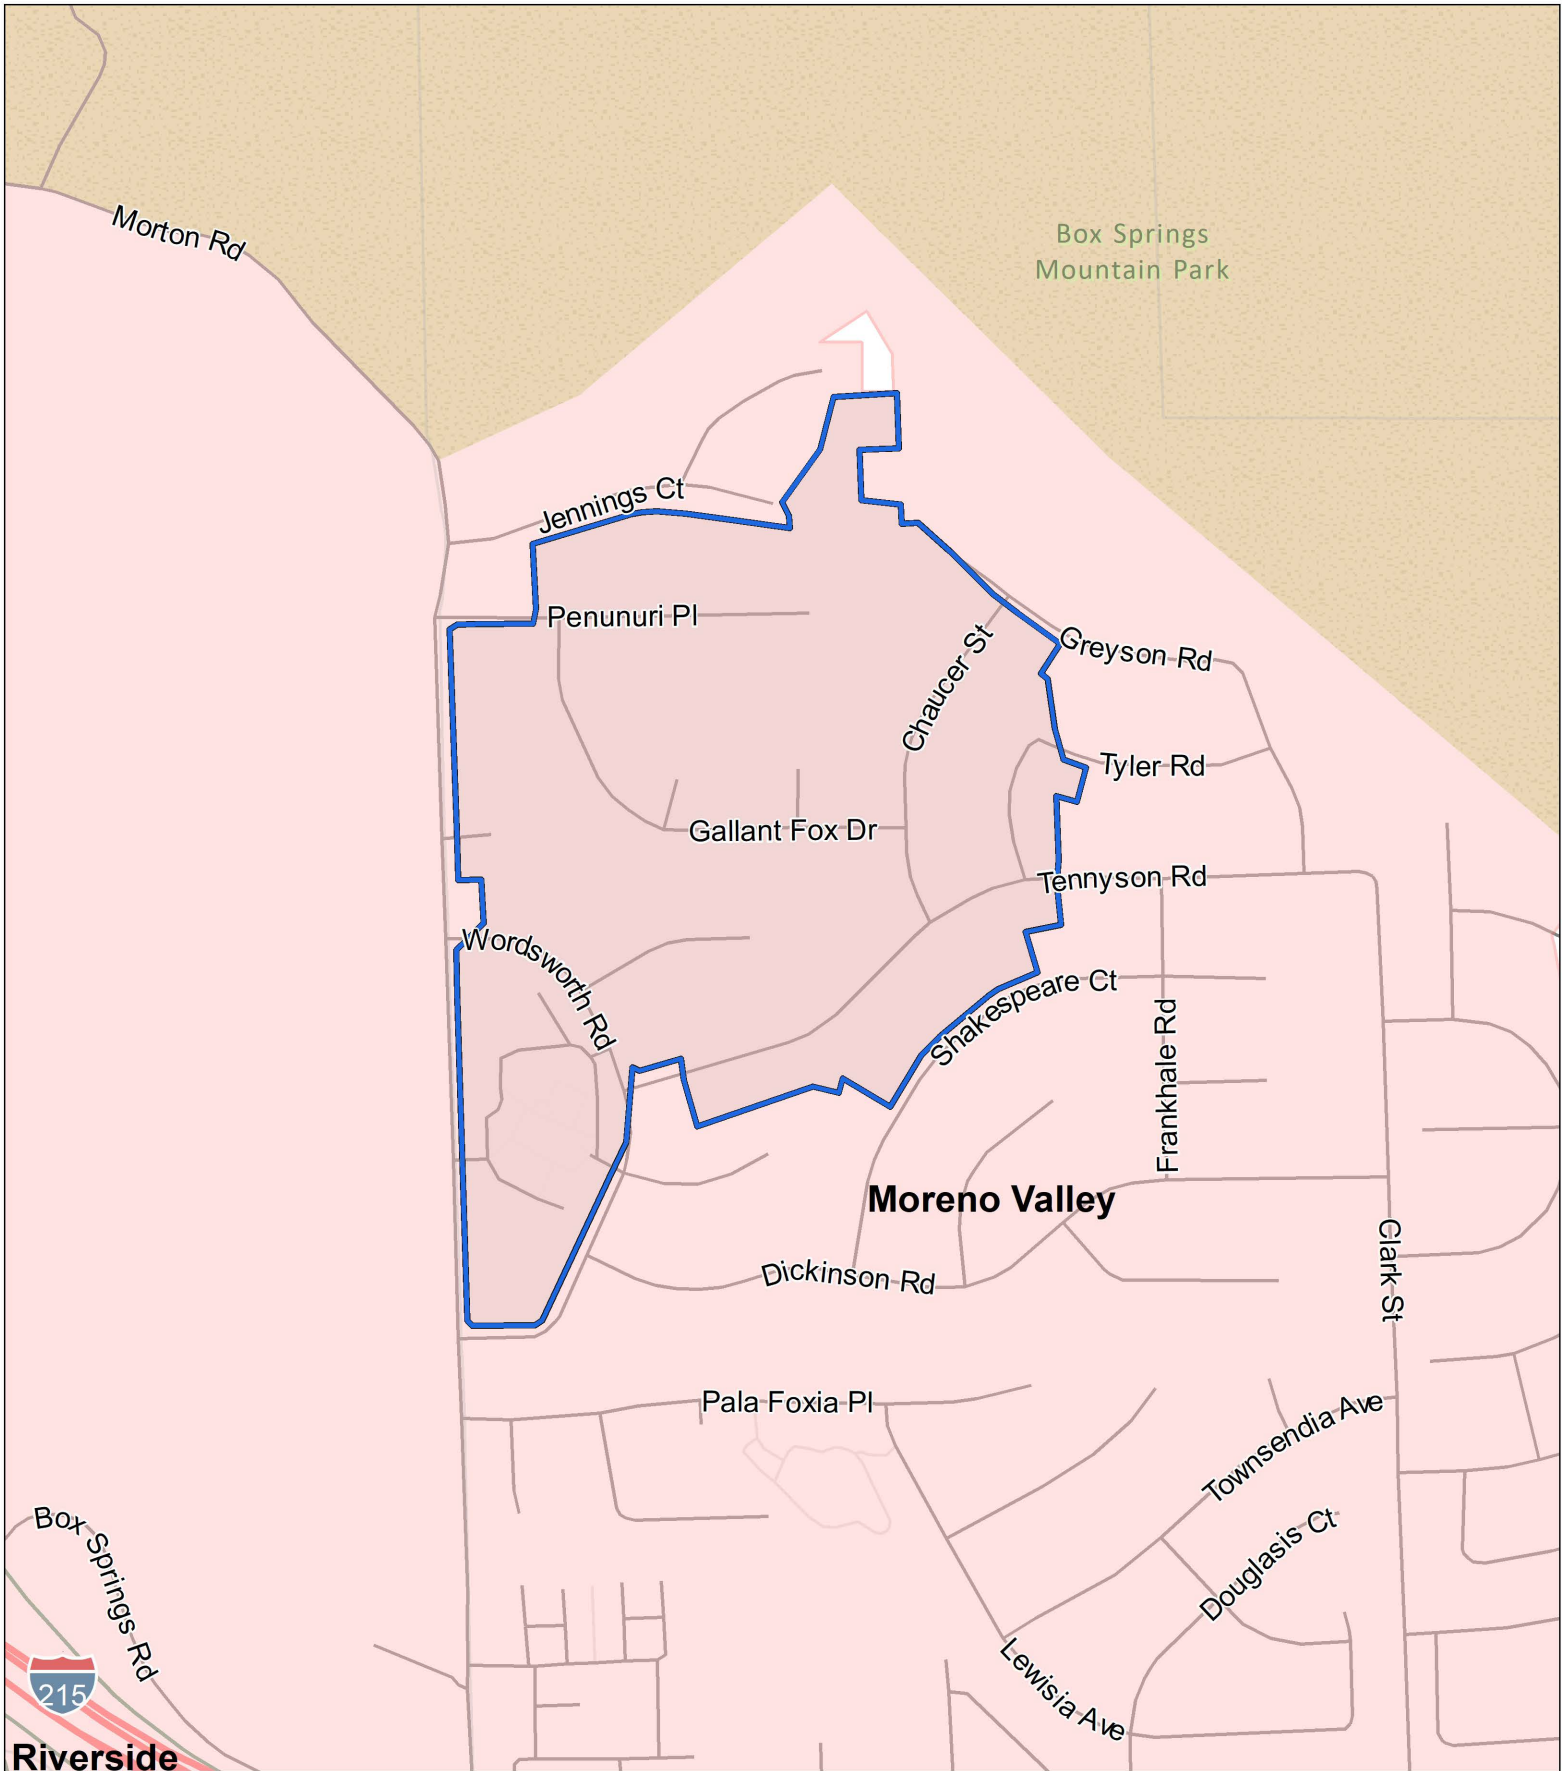 Morton Rd
Box Springs
Mountain Park
Jennings Ct
Penunuri Pl
Chaucer St
Greyson Rd
Tyler Rd
Gallant Fox Dr
Tennyson Rd
Wordsworth Rd
Shakespeare Ct
Frankhale Rd
Moreno Valley
Dickinson Rd
Clark St
Pala Foxia Pl
Townsendia Ave
Douglasis Ct
Box Springs Rd
Lewisia Ave
215
Riverside